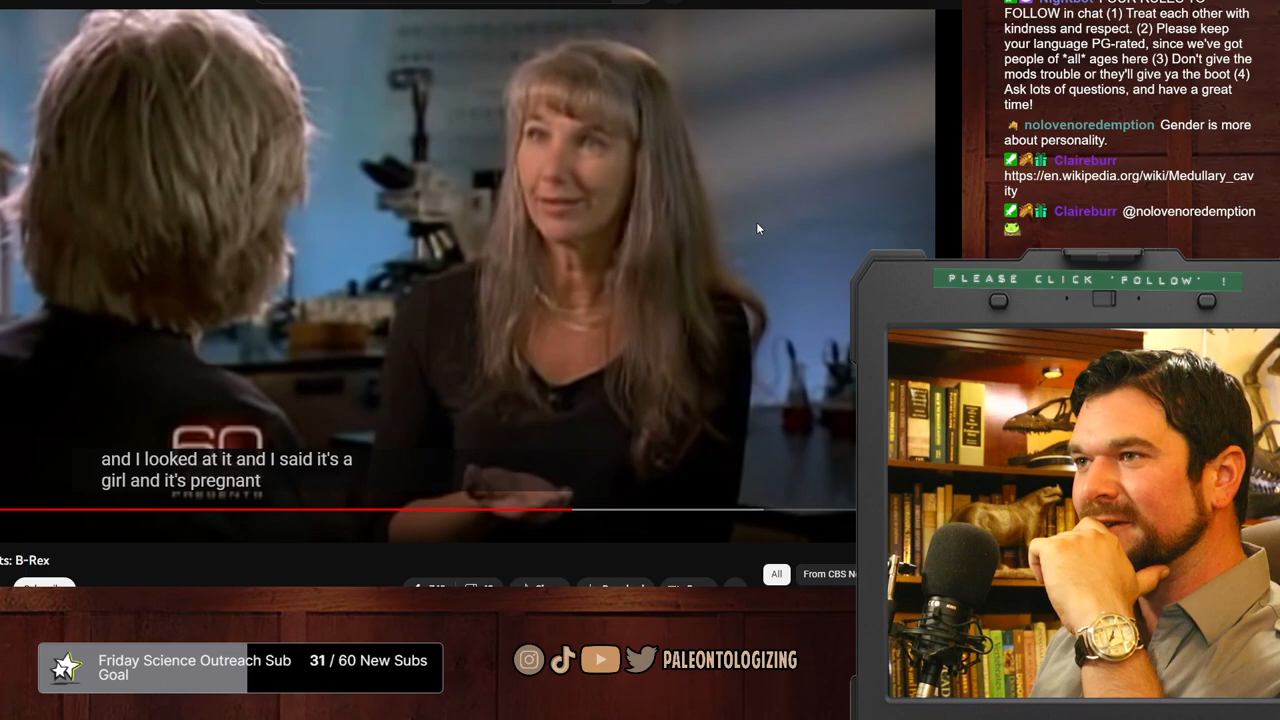 FOLLOW in chat (1) Treat each other with
kindness and respect. (2) Please keep
your language PG-rated, since we've got
people of *all* ages here (3) Don't give the
mods trouble or they'll give ya the boot (4)
Ask lots of questions, and have a great
time!
nolovenoredemption Gender is more
about personality.
Claireburr
https://en.wikipedia.org/wiki/Medullary_cav
ity
Claireburr @nolovenoredemption
PLEASE CLICK 'FOLLOW' !
60
and I looked at it and I said it's a
girl and it's pregnant
PRESENTS
ts: B-Rex
All
From CBS N
Friday Science Outreach Sub
Goal
31 / 60 New Subs
PALEONTOLOGIZING